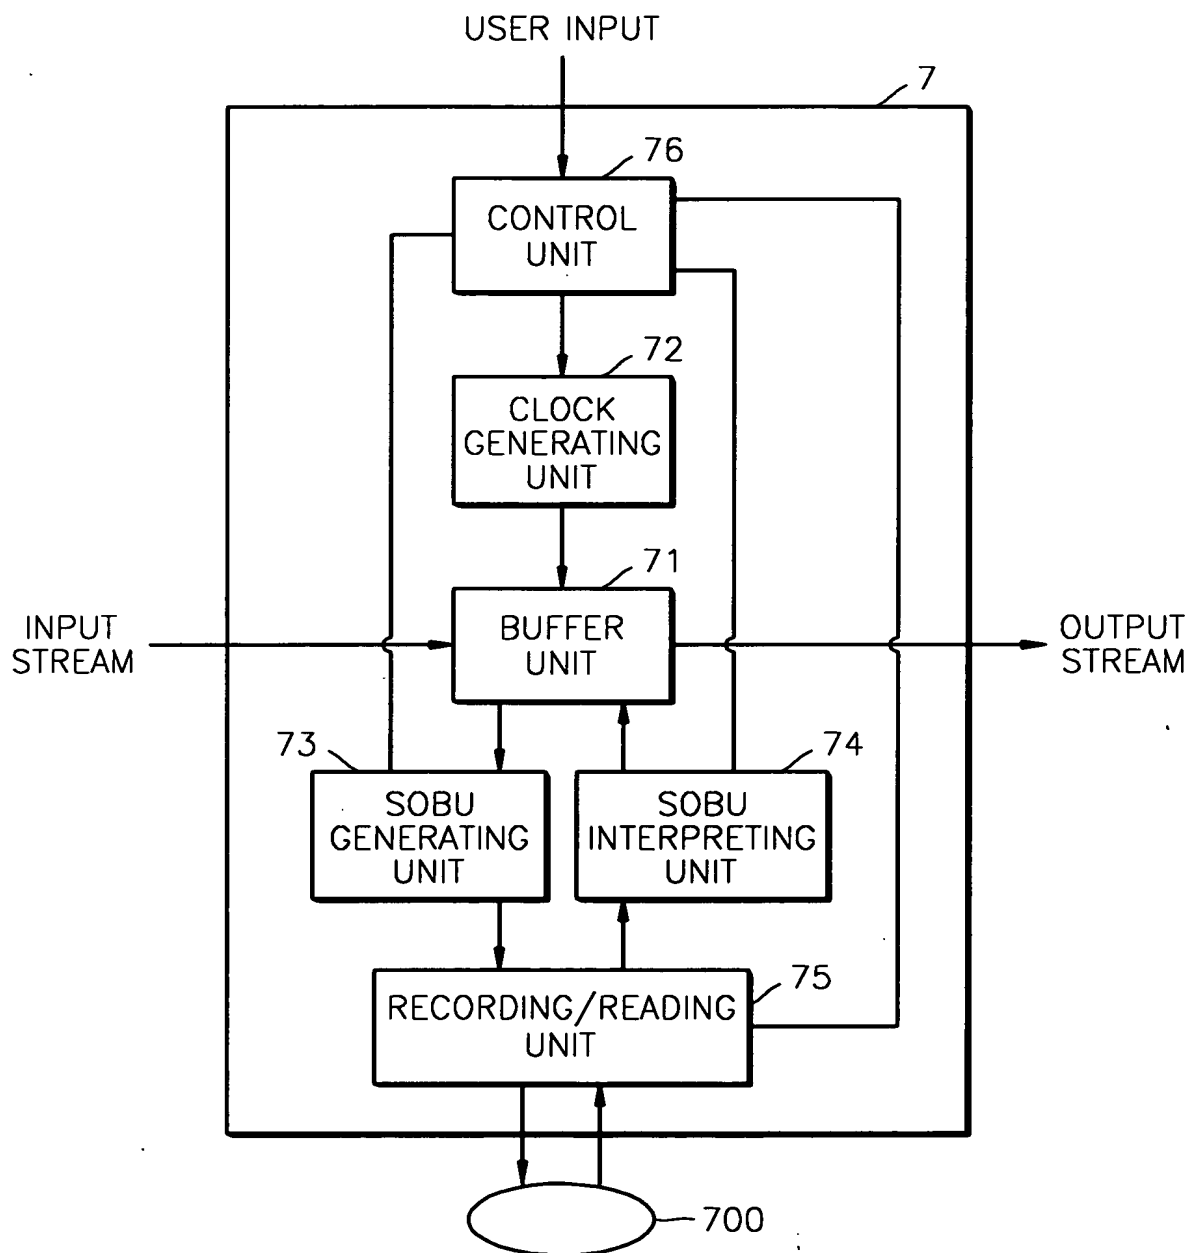 USER INPUT
7
76
CONTROL
UNIT
72
CLOCK
GENERATING
UNIT
71
BUFFER
UNIT
INPUT
STREAM
OUTPUT
STREAM
73
SOBU
GENERATING
UNIT
74
SOBU
INTERPRETING
UNIT
75
RECORDING/READING
UNIT
700